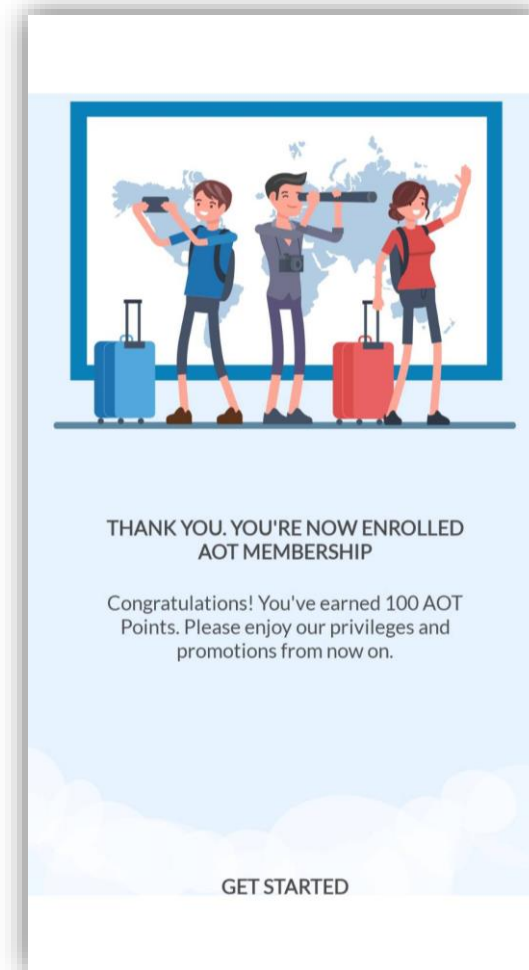 THANK YOU. YOU'RE NOW ENROLLED
AOT MEMBERSHIP
Congratulations! You've earned 100 AOT
Points. Please enjoy our privileges and
promotions from now on.
GET STARTED